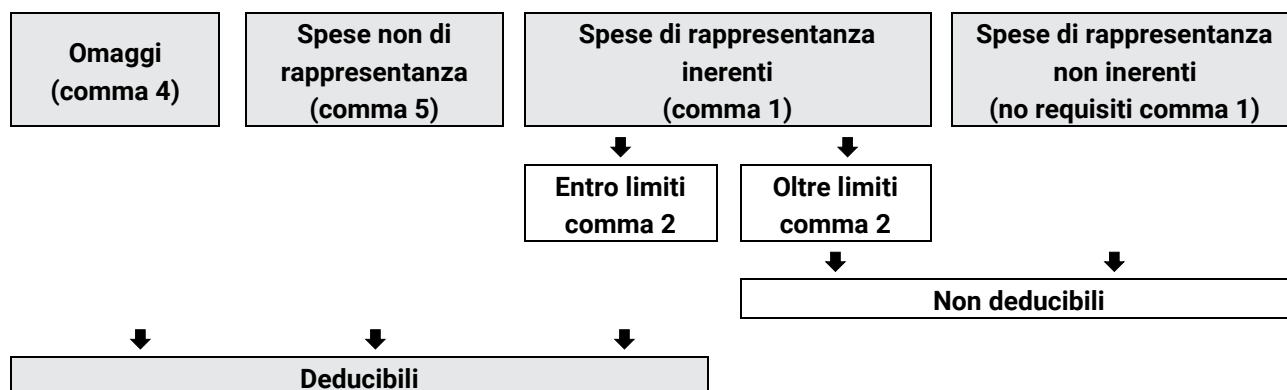 Omaggi
(comma 4)
Spese non di
rappresentanza
(comma 5)
Spese di rappresentanza
inerenti
(comma 1)
Spese di rappresentanza
non inerenti
(no requisiti comma 1)
Entro limiti
comma 2
Oltre limiti
comma 2
Non deducibili
Deducibili